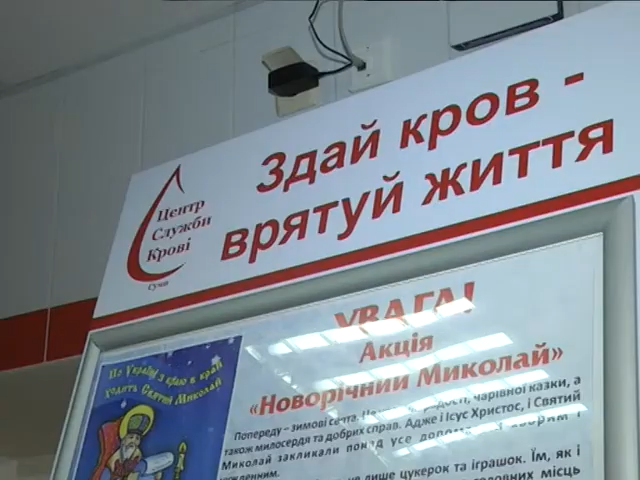 Здай кров -
врятуй життя
Центр
Служби
Крові
суми
УВАГА!
Акція
«Новорічний Миколай»
По Україні з краю в край
ходить Святий Миколай
Попереду – зимові свята, чарівної казки, а
також милосердя та добрих справ. Адже і Ісус Христос, і Святий
Миколай закликали понад усе
не лише цукерок та іграшок. Їм, як і
місць